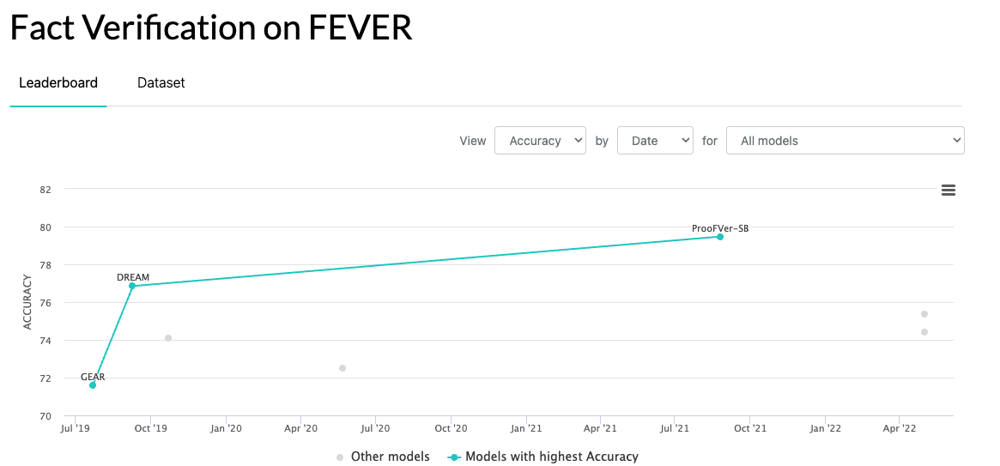 Fact Verification on FEVER
Leaderboard Dataset
View Accuracy by Date for All models
82
80
78
76
74
72
70
ACCURACY
ProoFVer-SB
DREAM
GEAR
Jul '19 Oct '19 Jan '20 Apr '20 Jul '20 Oct '20 Jan '21 Apr '21 Jul '21 Oct '21 Jan '22 Apr '22
Other models Models with highest Accuracy